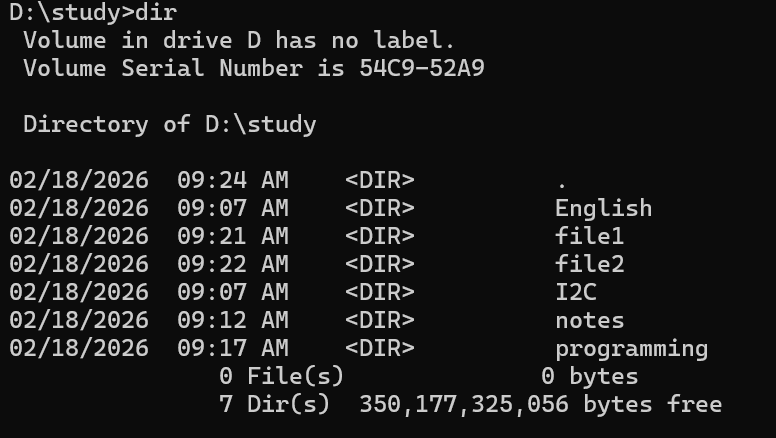 D:\study>dir
 Volume in drive D has no label.
 Volume Serial Number is 54C9-52A9

 Directory of D:\study

02/18/2026  09:24 AM    <DIR>          .
02/18/2026  09:07 AM    <DIR>          English
02/18/2026  09:21 AM    <DIR>          file1
02/18/2026  09:22 AM    <DIR>          file2
02/18/2026  09:07 AM    <DIR>          I2C
02/18/2026  09:12 AM    <DIR>          notes
02/18/2026  09:17 AM    <DIR>          programming
               0 File(s)              0 bytes
               7 Dir(s)  350,177,325,056 bytes free